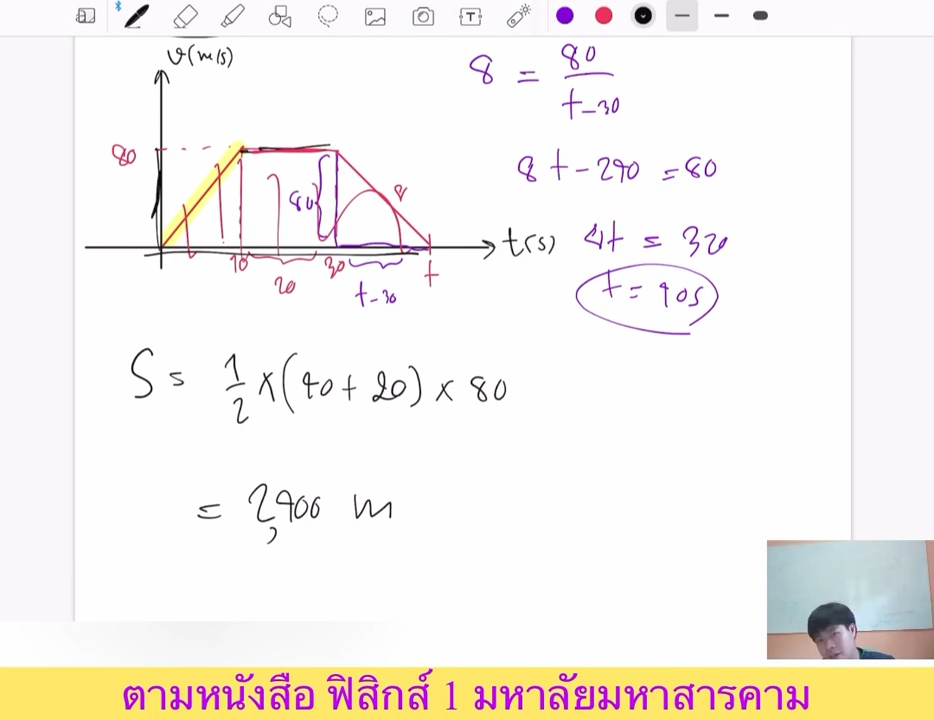 v(m/s)
80
80
8
10
20
30
t-30
t
t(s)
8 = 80/(t-30)
8t-240 = 80
8t = 320
t = 40s
S = 1/2 × (40+20) × 80
= 2,400 m
ตามหนังสือ ฟิสิกส์ 1 มหาลัยมหาสารคาม